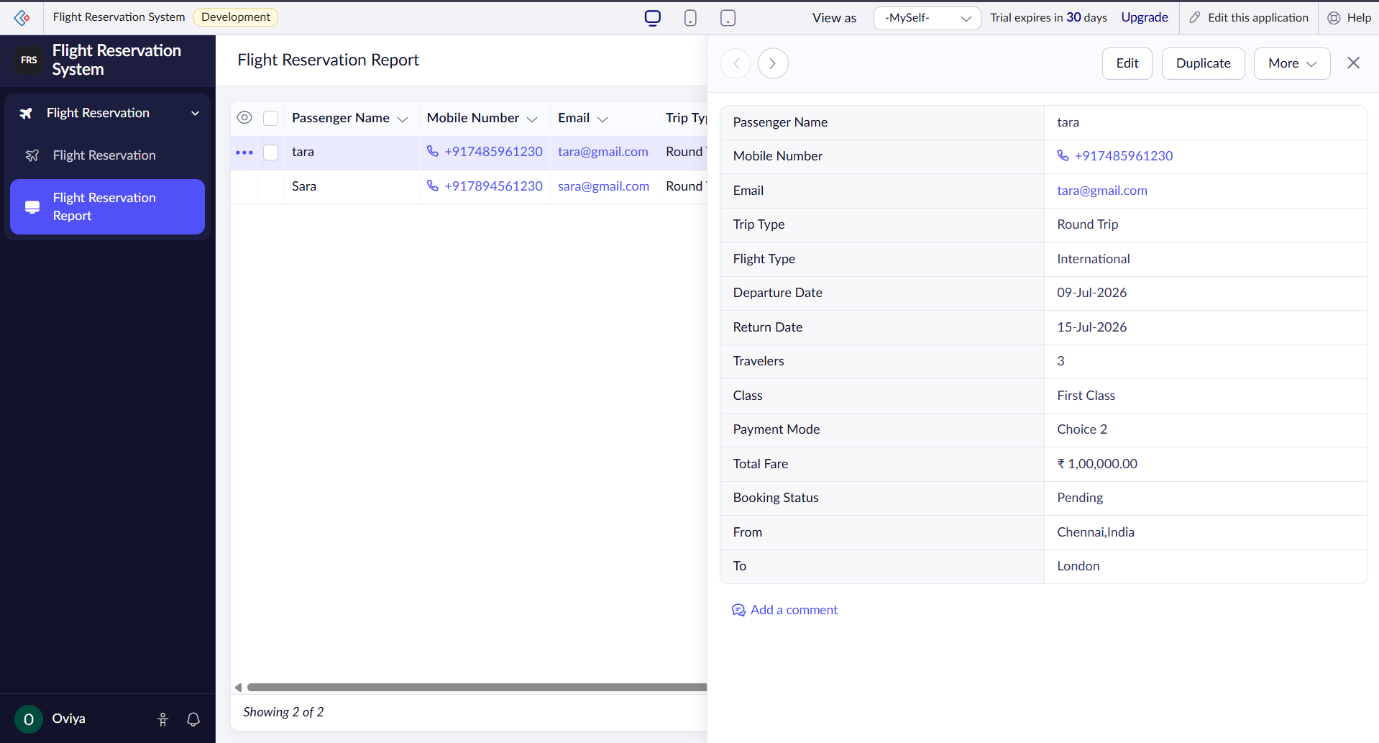 Flight Reservation System Development View as -MySelf- Trial expires in 30 days Upgrade Edit this application Help
FRS Flight Reservation
System
Flight Reservation
Flight Reservation
Flight Reservation
Report
O Oviya
Flight Reservation Report
Passenger Name Mobile Number Email Trip Typ
tara +917485961230 tara@gmail.com Round T
Sara +917894561230 sara@gmail.com Round T
Showing 2 of 2
Edit Duplicate More
Passenger Name tara
Mobile Number +917485961230
Email tara@gmail.com
Trip Type Round Trip
Flight Type International
Departure Date 09-Jul-2026
Return Date 15-Jul-2026
Travelers 3
Class First Class
Payment Mode Choice 2
Total Fare ₹ 1,00,000.00
Booking Status Pending
From Chennai,India
To London
Add a comment